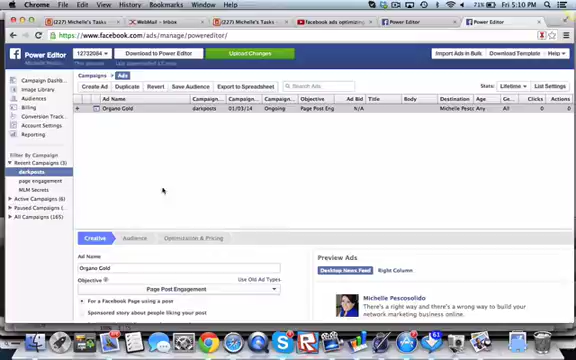 Chrome File Edit View History Bookmarks Window Help
71% Fri 5:10 PM
(227) Michelle's Tasks
WebMail - Inbox
(227) Michelle's Tasks
facebook ads optimizing
Power Editor
Power Editor
https://www.facebook.com/ads/manage/powereditor/
Power Editor
12732084
Download to Power Editor
Upload Changes
Import Ads in Bulk
Download Template
Help
Campaigns
Ads
Campaign Dashb...
Image Library
Audiences
Billing
Conversion Track...
Account Settings
Reporting
Filter By Campaign
Recent Campaigns (3)
darkposts
page engagement
MLM Secrets
Active Campaigns (6)
Paused Campaigns (...
All Campaigns (165)
Create Ad Duplicate Revert Save Audience Export to Spreadsheet
Search Ads
Stats: Lifetime
List Settings
Ad Name Campaign... Campaign... Campaign... Objective Ad Bid Title Body Destination Age Ge... Clicks Actions
Organo Gold darkposts 01/03/14 Ongoing Page Post Eng N/A Michelle Pesco Any All 0 0
Creative Audience Optimization & Pricing
Ad Name
Organo Gold
Objective
Use Old Ad Types
Page Post Engagement
For a Facebook Page using a post
Sponsored story about people liking your post
Preview Ads
Desktop News Feed
Right Column
Michelle Pescosolido
There's a right way and there's a wrong way to build your
network marketing business online.